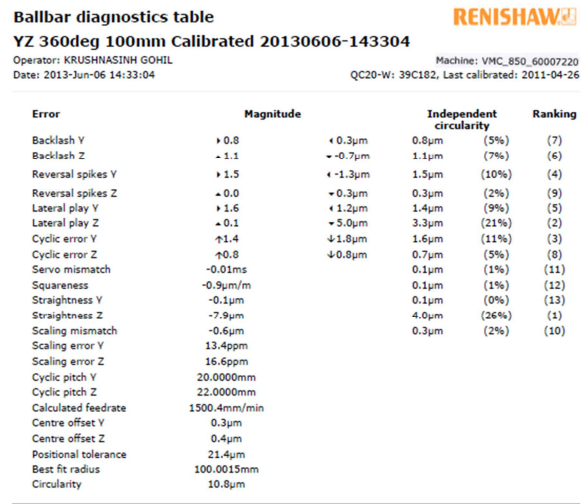 Ballbar diagnostics table
RENISHAW
YZ 360deg 100mm Calibrated 20130606-143304
Operator: KRUSHNASINH GOHIL
Machine: VMC_850_60007220
Date: 2013-Jun-06 14:33:04
QC20-W: 39C182, Last calibrated: 2011-04-26
Error Magnitude Independent circularity Ranking
Backlash Y ▸ 0.8 ◂ 0.3µm 0.8µm (5%) (7)
Backlash Z ▴ 1.1 ▾ -0.7µm 1.1µm (7%) (6)
Reversal spikes Y ▸ 1.5 ◂ -1.3µm 1.5µm (10%) (4)
Reversal spikes Z ▴ 0.0 ▾ 0.3µm 0.3µm (2%) (9)
Lateral play Y ▸ 1.6 ◂ 1.2µm 1.4µm (9%) (5)
Lateral play Z ▴ 0.1 ▾ 5.0µm 3.3µm (21%) (2)
Cyclic error Y ↑1.4 ↓1.8µm 1.6µm (11%) (3)
Cyclic error Z ↑0.8 ↓0.8µm 0.7µm (5%) (8)
Servo mismatch -0.01ms 0.1µm (1%) (11)
Squareness -0.9µm/m 0.1µm (1%) (12)
Straightness Y -0.1µm 0.1µm (0%) (13)
Straightness Z -7.9µm 4.0µm (26%) (1)
Scaling mismatch -0.6µm 0.3µm (2%) (10)
Scaling error Y 13.4ppm
Scaling error Z 16.6ppm
Cyclic pitch Y 20.0000mm
Cyclic pitch Z 22.0000mm
Calculated feedrate 1500.4mm/min
Centre offset Y 0.3µm
Centre offset Z 0.4µm
Positional tolerance 21.4µm
Best fit radius 100.0015mm
Circularity 10.8µm